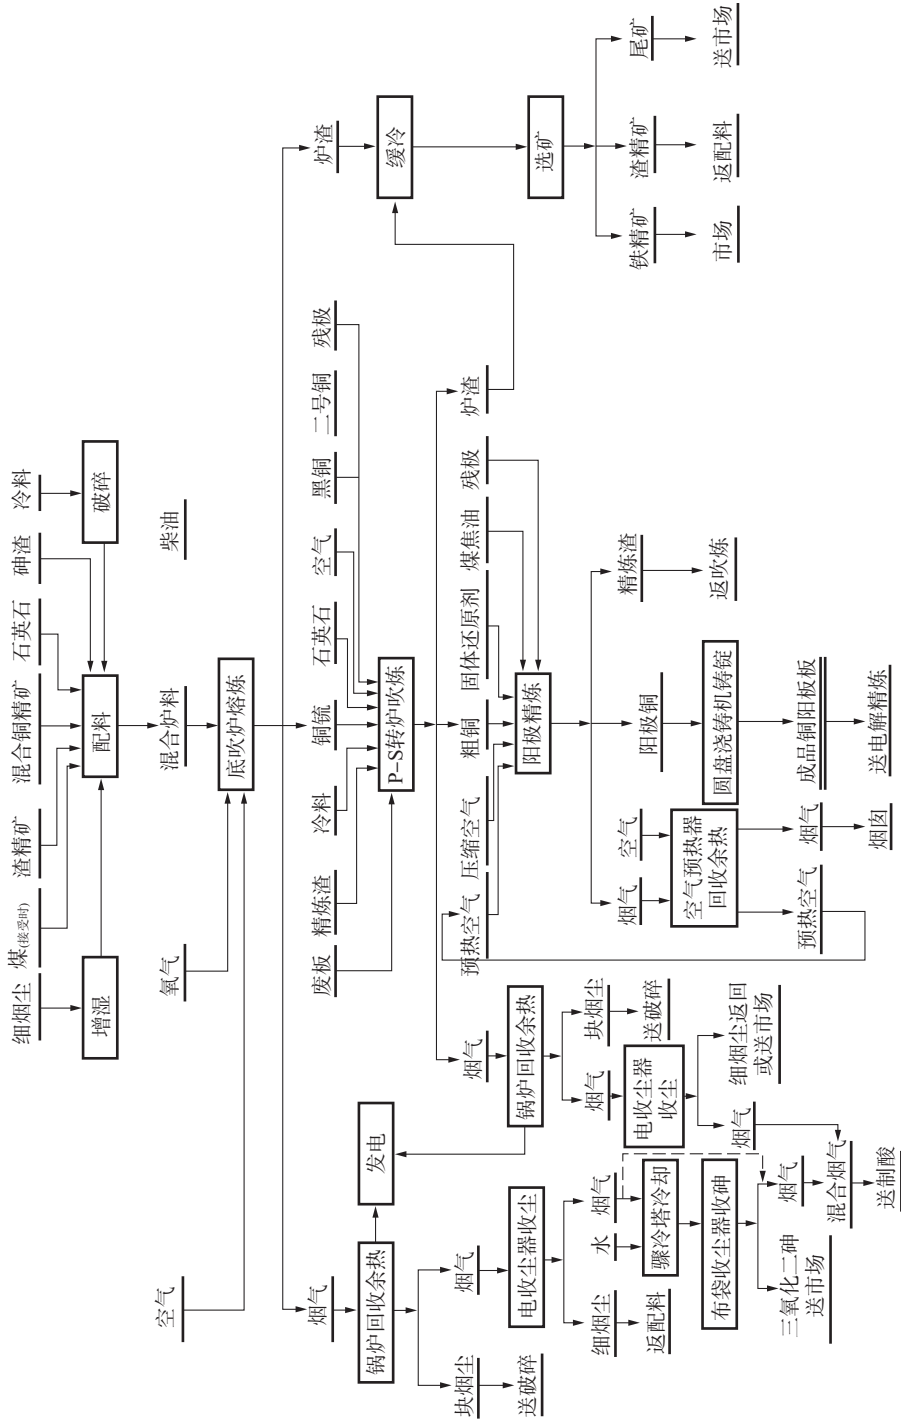 细烟尘
煤(接受时)
渣精矿
混合铜精矿
石英石
砷渣
冷料
增湿
配料
破碎
空气
氧气
混合炉料
柴油
底吹炉熔炼
烟气
废板
精炼渣
冷料
铜锍
石英石
空气
黑铜
二号铜
残极
炉渣
锅炉回收余热
发电
P-S转炉吹炼
缓冷
块烟尘
烟气
烟气
预热空气
压缩空气
粗铜
固体还原剂
煤焦油
残极
炉渣
送破碎
电收尘器收尘
锅炉回收余热
阳极精炼
选矿
细烟尘
水
烟气
烟气
块烟尘
烟气
空气
阳极铜
精炼渣
铁精矿
渣精矿
尾矿
返配料
骤冷塔冷却
电收尘器
收尘
送破碎
空气预热器
回收余热
圆盘浇铸机铸锭
返吹炼
市场
返配料
送市场
布袋收尘器收砷
烟气
细烟尘返回
或送市场
三氧化二砷
送市场
烟气
混合烟气
预热空气
烟气
成品铜阳板板
送制酸
烟囱
送电解精炼